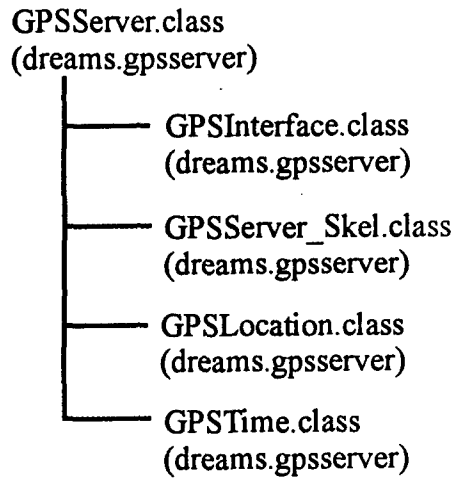 GPSServer.class
(dreams.gpsserver)
GPSInterface.class
(dreams.gpsserver)
GPSServer_Skel.class
(dreams.gpsserver)
GPSLocation.class
(dreams.gpsserver)
GPSTime.class
(dreams.gpsserver)